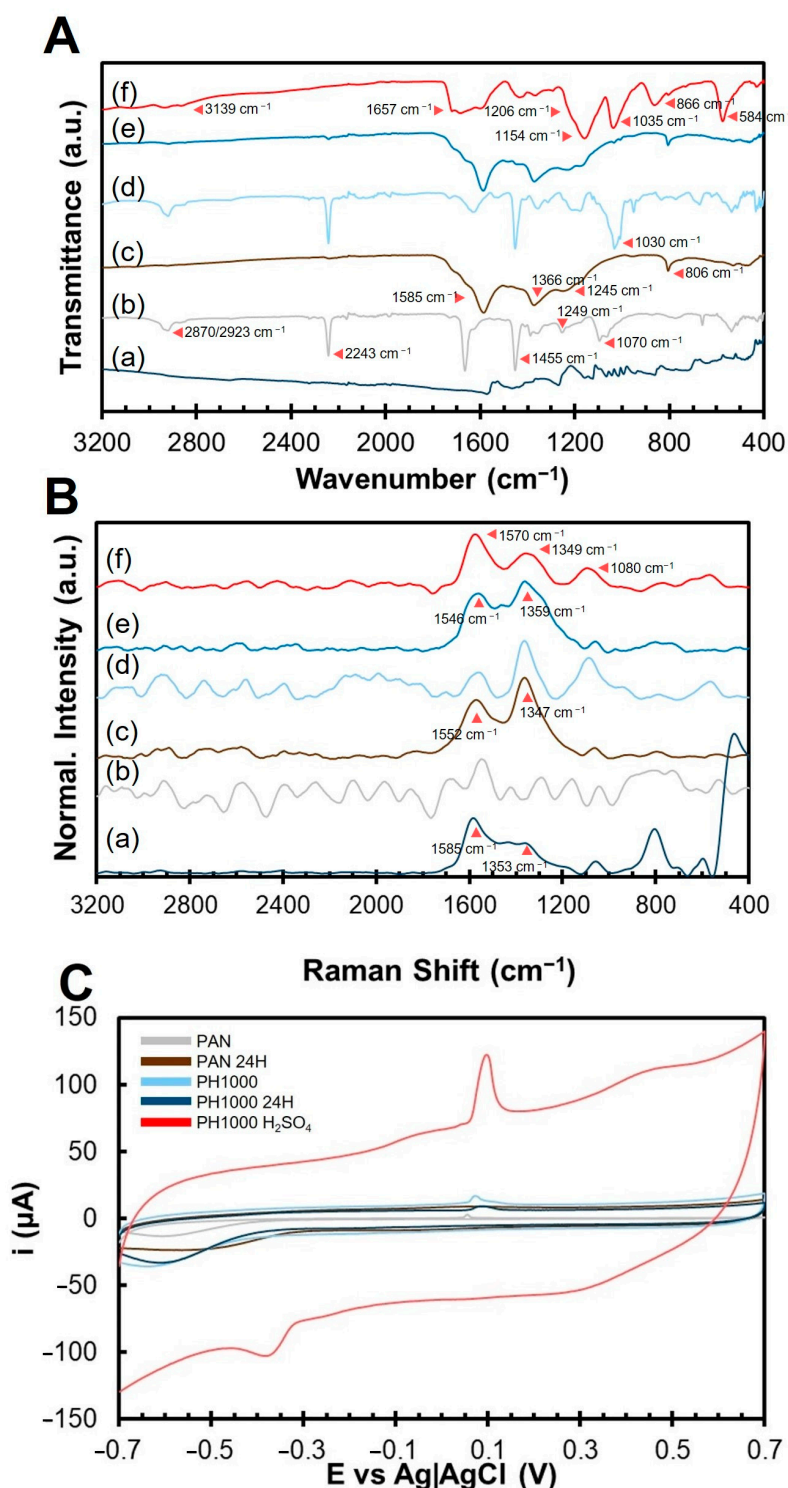 A
(f)
3139 cm⁻¹
1657 cm⁻¹
1206 cm⁻¹
866 cm⁻¹
584 cm
1035 cm⁻¹
1154 cm⁻¹
(e)
(d)
1030 cm⁻¹
(c)
1366 cm⁻¹
806 cm⁻¹
1585 cm⁻¹
1245 cm⁻¹
1249 cm⁻¹
(b)
2870/2923 cm⁻¹
1070 cm⁻¹
2243 cm⁻¹
1455 cm⁻¹
(a)
Transmittance (a.u.)
3200 2800 2400 2000 1600 1200 800 400
Wavenumber (cm⁻¹)
B
(f)
1570 cm⁻¹
1349 cm⁻¹
1080 cm⁻¹
(e)
1546 cm⁻¹
1359 cm⁻¹
(d)
(c)
1347 cm⁻¹
1552 cm⁻¹
(b)
(a)
1585 cm⁻¹
1353 cm⁻¹
Normal. Intensity (a.u.)
3200 2800 2400 2000 1600 1200 800 400
Raman Shift (cm⁻¹)
C
150
100
50
0
−50
−100
−150
i (µA)
PAN
PAN 24H
PH1000
PH1000 24H
PH1000 H₂SO₄
−0.7 −0.5 −0.3 −0.1 0.1 0.3 0.5 0.7
E vs Ag|AgCl (V)